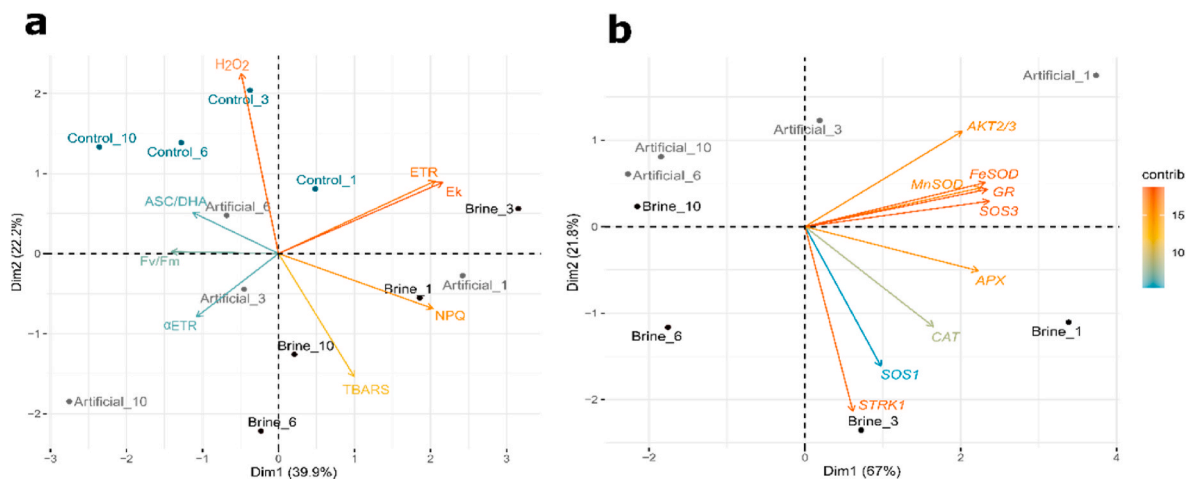 a
H2O2
Control_3
Control_10
Control_6
Control_1
ETR
Ek
ASC/DHA
Artificial_6
Brine_3
Fv/Fm
Artificial_3
αETR
Brine_1
Artificial_1
NPQ
Brine_10
TBARS
Artificial_10
Brine_6
2
1
0
−1
−2
−3
−2
−1
0
1
2
3
Dim2 (22.2%)
Dim1 (39.9%)
b
Artificial_1
Artificial_3
AKT2/3
Artificial_10
Artificial_6
FeSOD
MnSOD
GR
SOS3
Brine_10
APX
Brine_1
Brine_6
CAT
SOS1
STRK1
Brine_3
1
0
−1
−2
−2
0
2
4
Dim2 (21.8%)
Dim1 (67%)
contrib
15
10